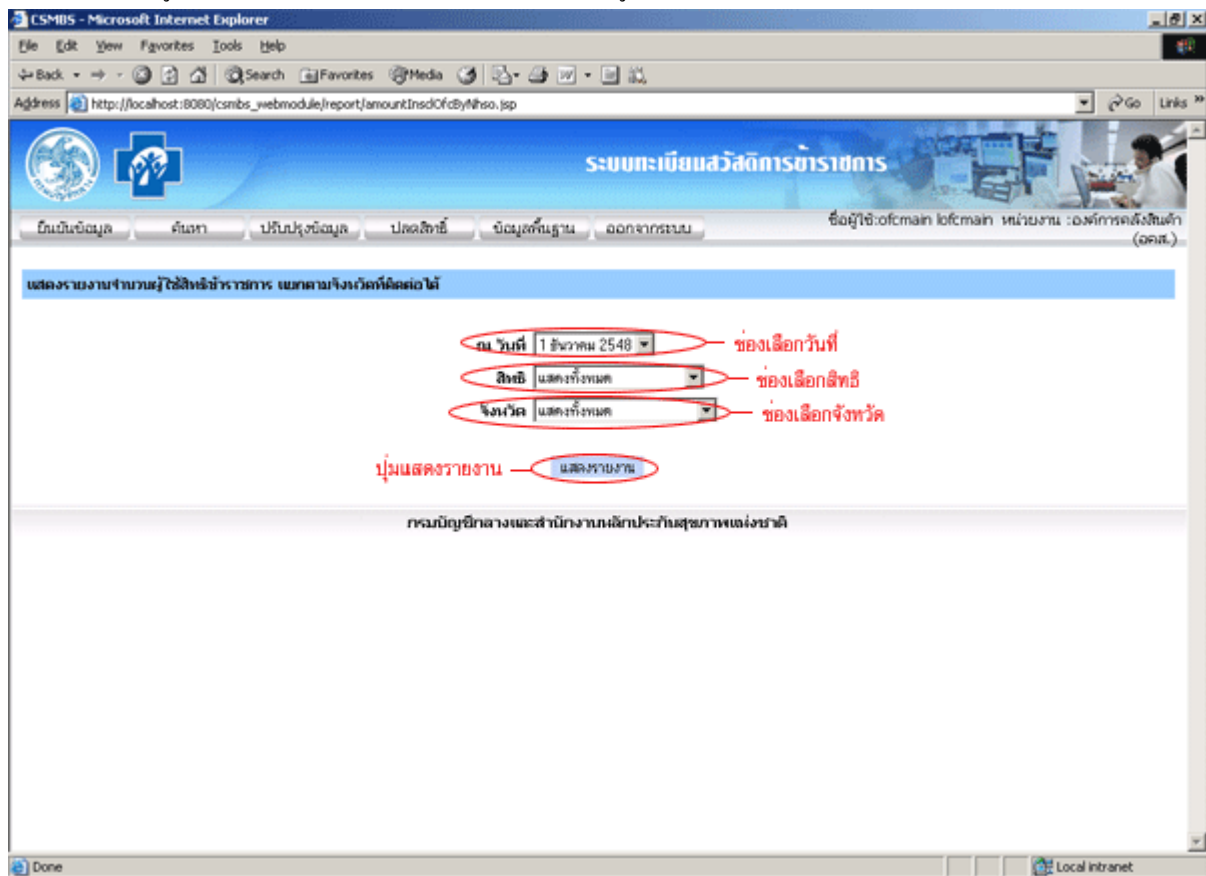 CSMBS - Microsoft Internet Explorer
File Edit View Favorites Tools Help
Back Search Favorites Media
Address http://localhost:8080/csmbs_webmodule/report/amountInsclOfcByNhso.jsp Go Links »
ระบบทะเบียนสวัสดิการข้าราชการ
ยืนยันข้อมูล ค้นหา ปรับปรุงข้อมูล ปลดสิทธิ์ ข้อมูลพื้นฐาน ออกจากระบบ ชื่อผู้ใช้:ofcmain lofcmain หน่วยงาน :องค์การคลังสินค้า
(อคส.)
แสดงรายงานจำนวนผู้ใช้สิทธิข้าราชการ แยกตามจังหวัดที่ติดต่อได้
ณ วันที่ 1 ธันวาคม 2548 ช่องเลือกวันที่
สิทธิ แสดงทั้งหมด ช่องเลือกสิทธิ
จังหวัด แสดงทั้งหมด ช่องเลือกจังหวัด
ปุ่มแสดงรายงาน แสดงรายงาน
กรมบัญชีกลางและสำนักงานหลักประกันสุขภาพแห่งชาติ
Done Local intranet